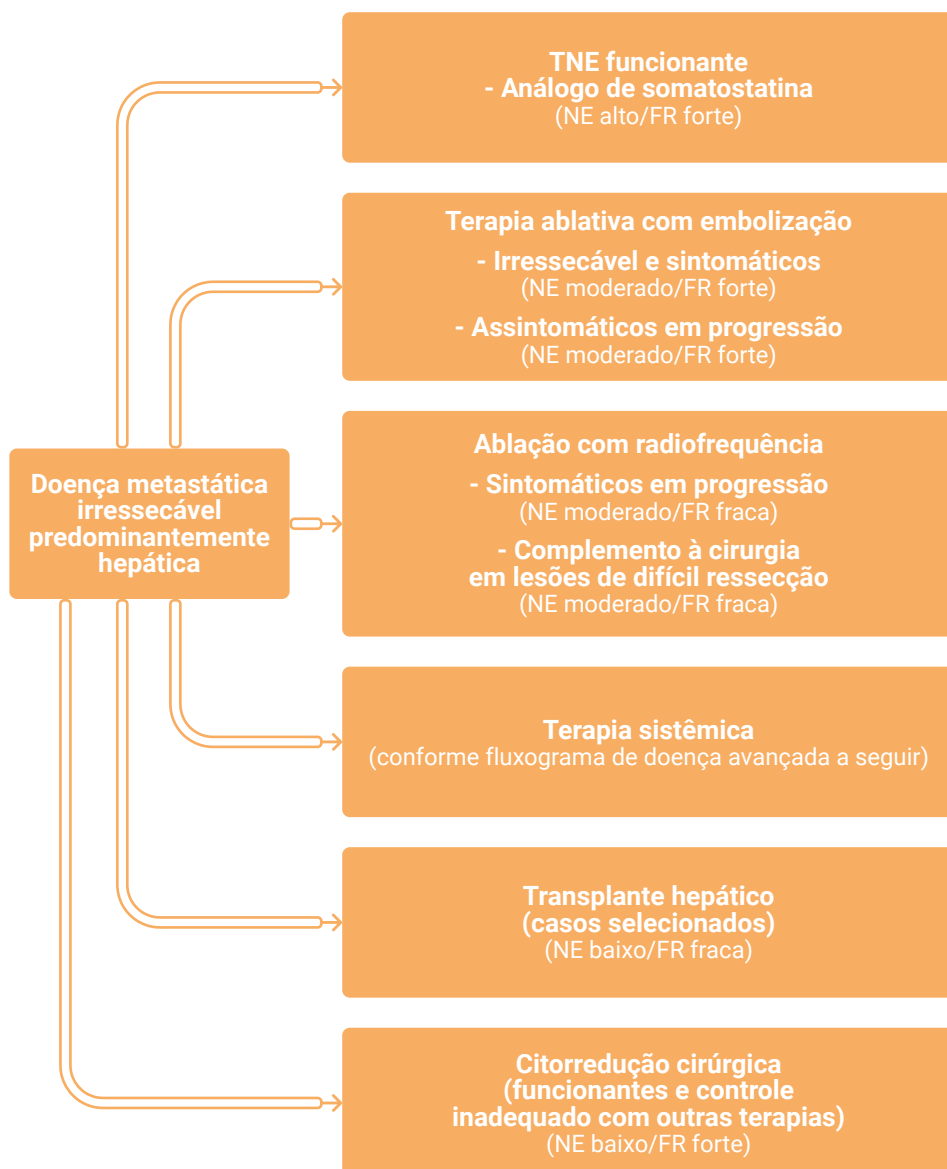 TNE funcionante
- Análogo de somatostatina
(NE alto/FR forte)
Terapia ablativa com embolização
- Irressecável e sintomáticos
(NE moderado/FR forte)
- Assintomáticos em progressão
(NE moderado/FR forte)
Ablação com radiofrequência
- Sintomáticos em progressão
(NE moderado/FR fraca)
- Complemento à cirurgia
em lesões de difícil ressecção
(NE moderado/FR fraca)
Doença metastática
irressecável
predominantemente
hepática
Terapia sistêmica
(conforme fluxograma de doença avançada a seguir)
Transplante hepático
(casos selecionados)
(NE baixo/FR fraca)
Citorredução cirúrgica
(funcionantes e controle
inadequado com outras terapias)
(NE baixo/FR forte)